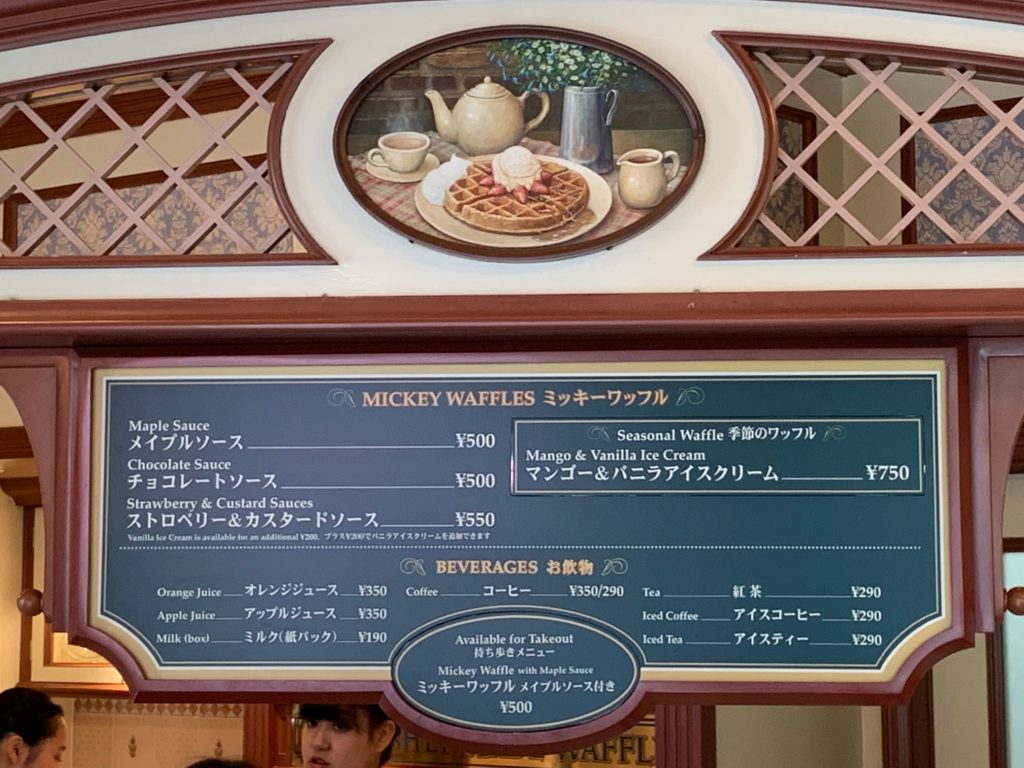 MICKEY WAFFLES ミッキーワッフル
Maple Sauce
メイプルソース ¥500
Chocolate Sauce
チョコレートソース ¥500
Strawberry & Custard Sauces
ストロベリー&カスタードソース ¥550
Vanilla Ice Cream is available for an additional ¥200. プラス¥200でバニラアイスクリームを追加できます
Seasonal Waffle 季節のワッフル
Mango & Vanilla Ice Cream
マンゴー&バニラアイスクリーム ¥750
BEVERAGES お飲物
Orange Juice オレンジジュース ¥350
Apple Juice アップルジュース ¥350
Milk (box) ミルク(紙パック) ¥190
Coffee コーヒー ¥350/290
Tea 紅茶 ¥290
Iced Coffee アイスコーヒー ¥290
Iced Tea アイスティー ¥290
Available for Takeout
持ち歩きメニュー
Mickey Waffle with Maple Sauce
ミッキーワッフル メイプルソース付き
¥500